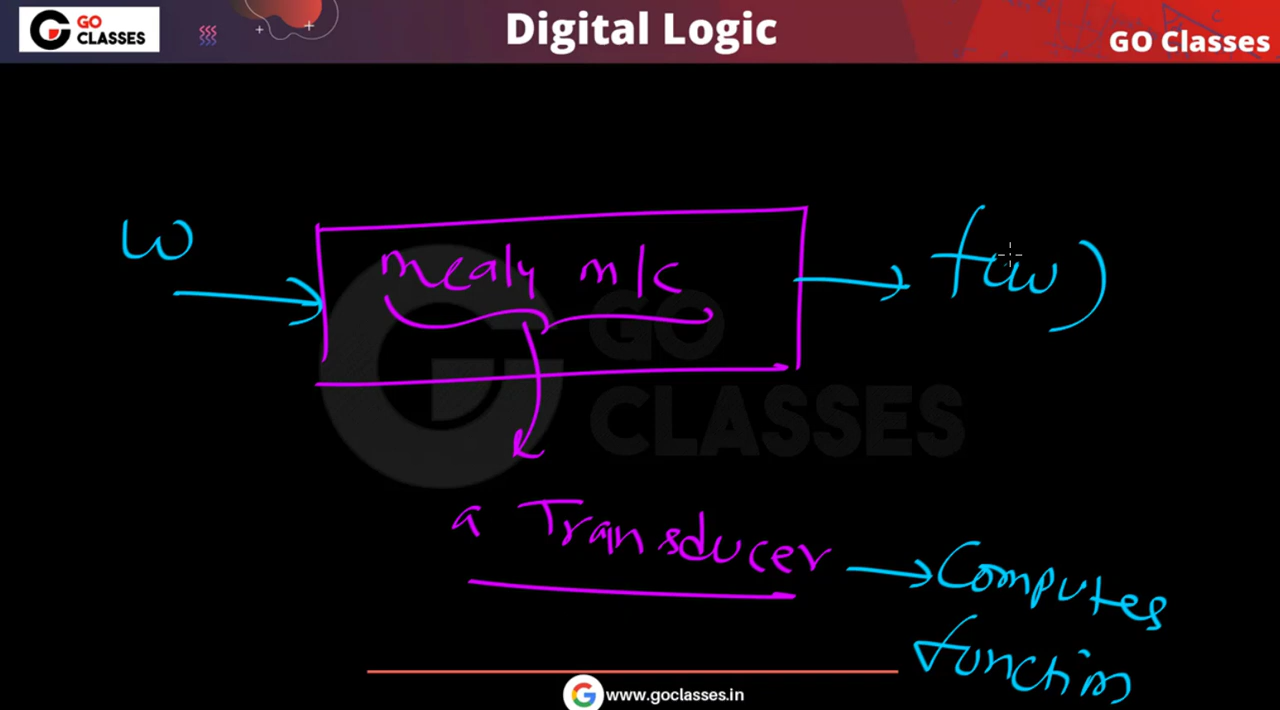 GO
CLASSES
Digital Logic
GO Classes
ω
mealy m/c
f(ω)
GO
CLASSES
a Transducer
Computes
function
www.goclasses.in